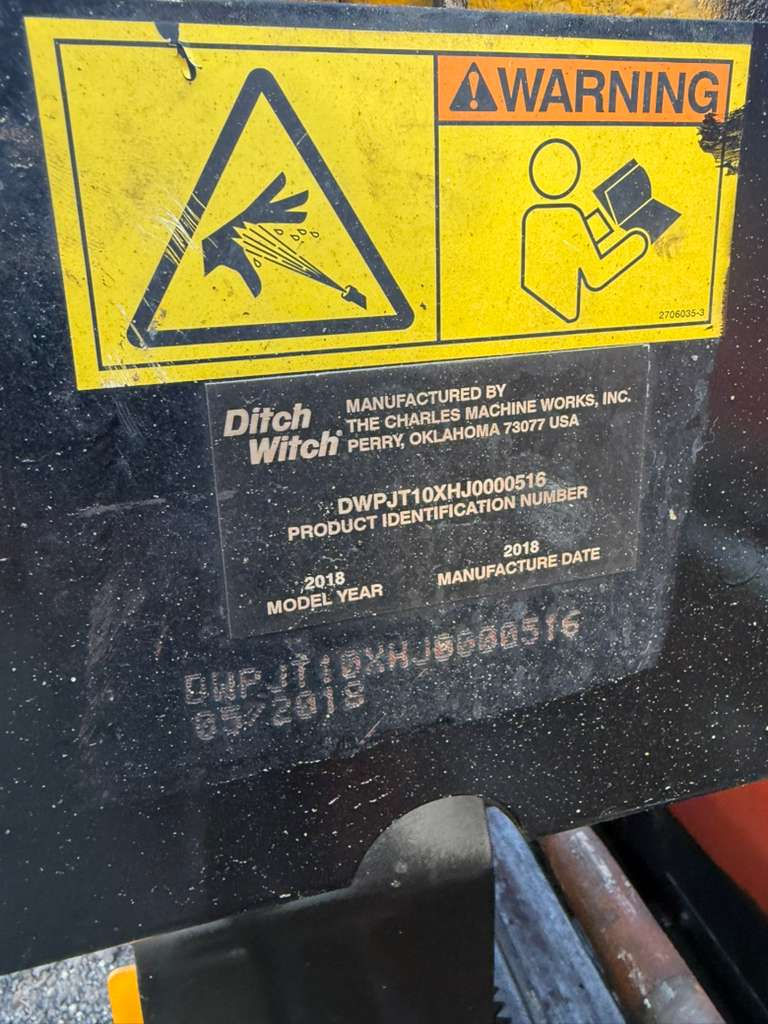 WARNING
2706035-3
Ditch Witch®
MANUFACTURED BY
THE CHARLES MACHINE WORKS, INC.
PERRY, OKLAHOMA 73077 USA
DWPJT10XHJ0000516
PRODUCT IDENTIFICATION NUMBER
2018
MODEL YEAR
2018
MANUFACTURE DATE
DWPJT10XHJ0000516
05/2018